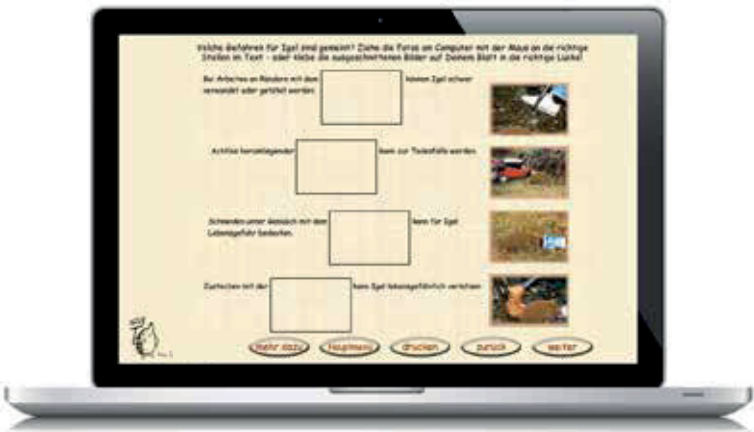 Welche Gefahren für Igel sind gemeint? Ziehe die Fotos am Computer mit der Maus an die richtige
Stellen im Text - oder klebe die ausgeschnittenen Bilder auf Deinem Blatt in die richtige Lücke!
Bei Arbeiten an Rändern mit dem können Igel schwer
verwundet oder getötet werden.
Achtlos herumliegender kann zur Todesfalle werden.
Schneiden unter Gebüsch mit dem kann für Igel
Lebensgefahr bedeuten.
Zustechen mit der kann Igel lebensgefährlich verletzen.
mehr dazu Hauptmenü drucken zurück weiter